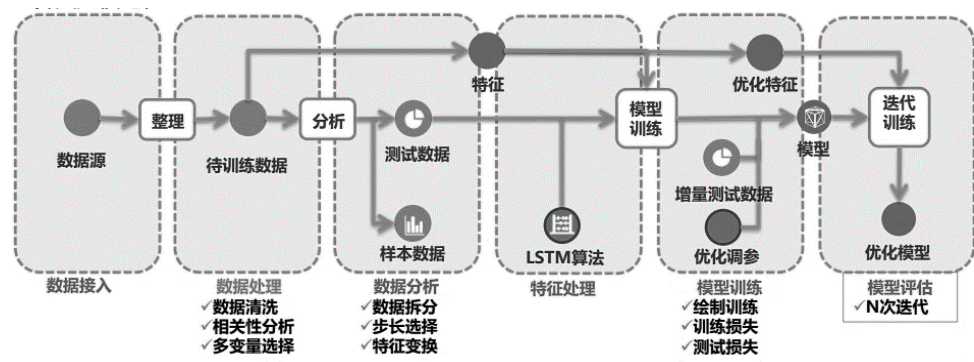 特征
优化特征
整理
分析
模型
训练
迭代
训练
数据源
待训练数据
测试数据
模型
增量测试数据
样本数据
LSTM算法
优化调参
优化模型
数据接入
数据处理
数据分析
特征处理
模型训练
模型评估
✓数据清洗
✓相关性分析
✓多变量选择
✓数据拆分
✓步长选择
✓特征变换
✓绘制训练
✓训练损失
✓测试损失
✓N次迭代